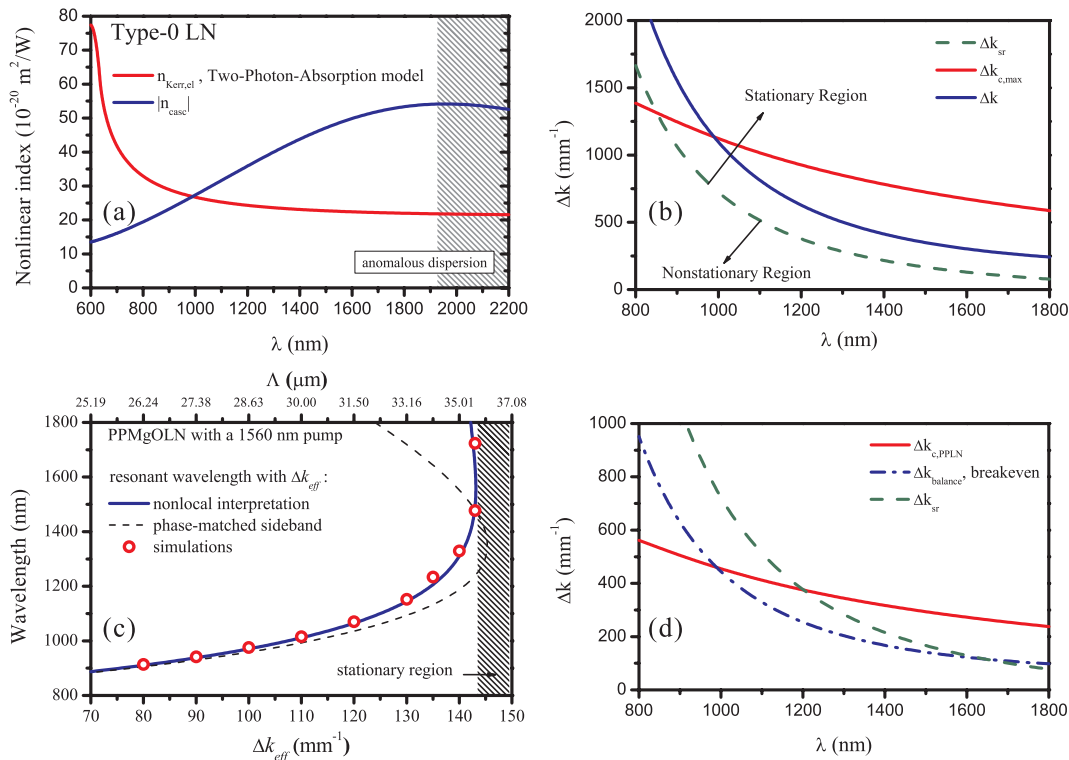 Type-0 LN
n_Kerr,el , Two-Photon-Absorption model
|n_casc|
(a)
anomalous dispersion
Nonlinear index (10⁻²⁰ m²/W)
80
70
60
50
40
30
20
10
0
600 800 1000 1200 1400 1600 1800 2000 2200
λ (nm)
Δk_sr
Δk_c,max
Δk
Stationary Region
(b)
Nonstationary Region
Δk (mm⁻¹)
2000
1500
1000
500
0
800 1000 1200 1400 1600 1800
λ (nm)
Λ (μm)
25.19 26.24 27.38 28.63 30.00 31.50 33.16 35.01 37.08
PPMgOLN with a 1560 nm pump
resonant wavelength with Δk_eff :
nonlocal interpretation
phase-matched sideband
simulations
(c)
stationary region
Wavelength (nm)
1800
1600
1400
1200
1000
800
70 80 90 100 110 120 130 140 150
Δk_eff (mm⁻¹)
Δk_c,PPLN
Δk_balance, breakeven
Δk_sr
(d)
Δk (mm⁻¹)
1000
800
600
400
200
0
800 1000 1200 1400 1600 1800
λ (nm)